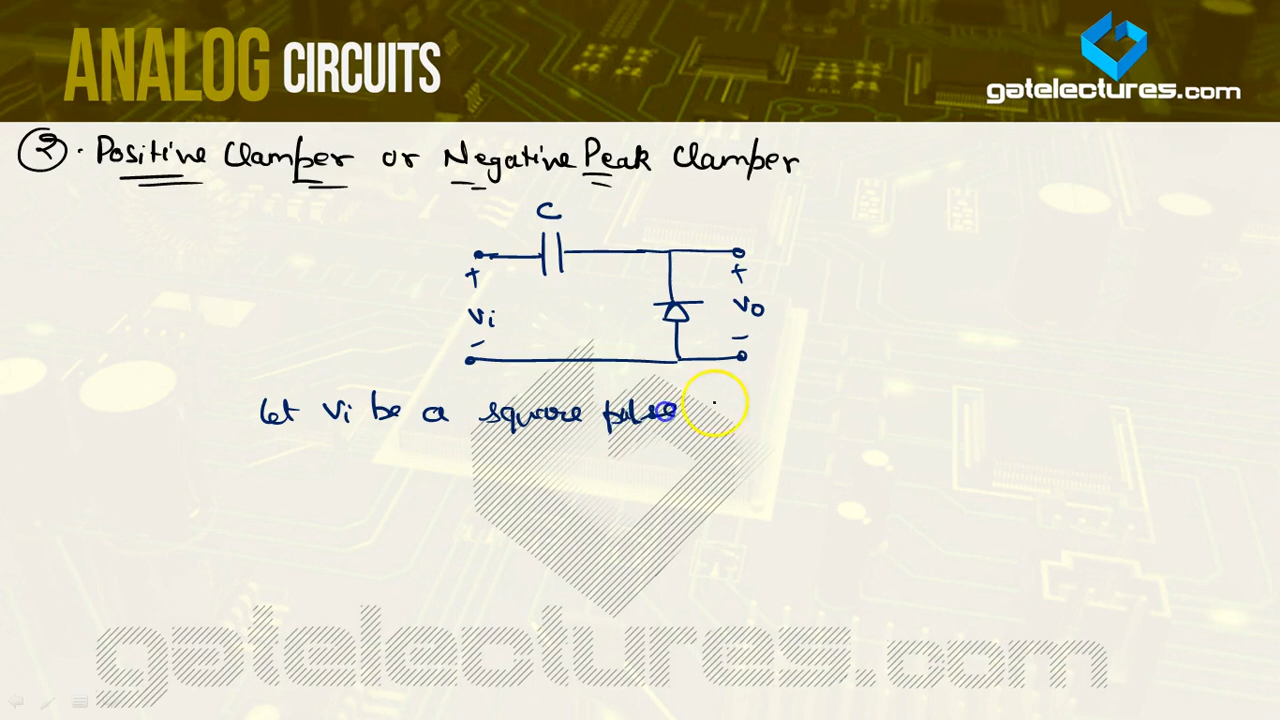 ANALOG CIRCUITS
gatelectures.com
2. Positive Clamper or Negative Peak Clamper
C
+ +
Vi Vo
- -
let Vi be a square pulse
gatelectures.com